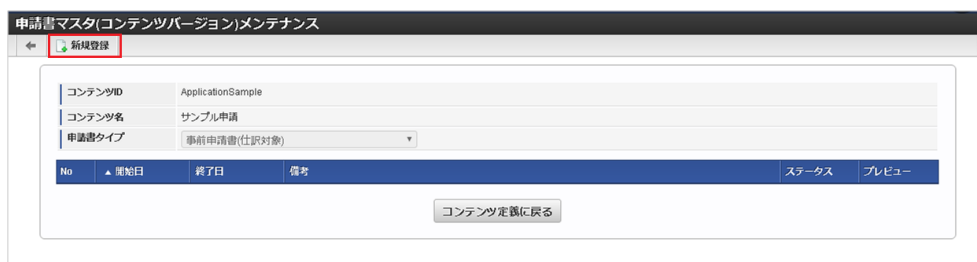 申請書マスタ(コンテンツバージョン)メンテナンス
新規登録
コンテンツID ApplicationSample
コンテンツ名 サンプル申請
申請書タイプ 事前申請書(仕訳対象)
No ▲ 開始日 終了日 備考 ステータス プレビュー
コンテンツ定義に戻る